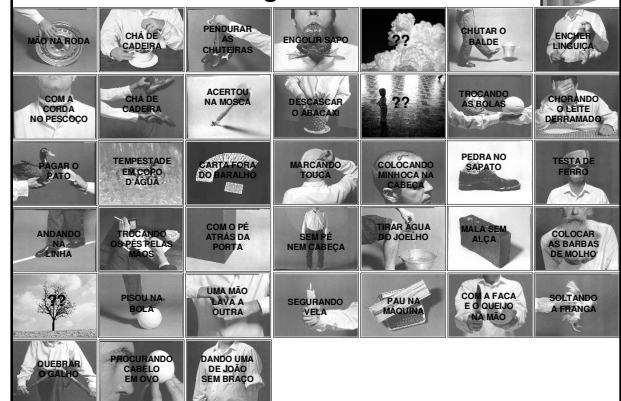 MÃO NA RODA
CHÁ DE
CADEIRA
PENDURAR
AS
CHUTEIRAS
ENGOLIR SAPO
??
CHUTAR O
BALDE
ENCHER
LINGUIÇA
COM A
CORDA
NO PESCOÇO
CHÁ DE
CADEIRA
ACERTOU
NA MOSCA
DESCASCAR
O ABACAXI
??
TROCANDO
AS BOLAS
CHORANDO
O LEITE
DERRAMADO
PAGAR O
PATO
TEMPESTADE
EM COPO
D'ÁGUA
CARTA FORA
DO BARALHO
MARCANDO
TOUCA
COLOCANDO
MINHOCA NA
CABEÇA
PEDRA NO
SAPATO
TESTA DE
FERRO
ANDANDO
NA
LINHA
TROCANDO
OS PÉS PELAS
MÃOS
COM O PÉ
ATRÁS DA
PORTA
SEM PÉ
NEM CABEÇA
TIRAR ÁGUA
DO JOELHO
MALA SEM
ALÇA
COLOCAR
AS BARBAS
DE MOLHO
??
PISOU NA
BOLA
UMA MÃO
LAVA A
OUTRA
SEGURANDO
VELA
PAU NA
MÁQUINA
COM A FACA
E O QUEIJO
NA MÃO
SOLTANDO
A FRANGA
QUEBRAR
O GALHO
PROCURANDO
CABELO
EM OVO
DANDO UMA
DE JOÃO
SEM BRAÇO